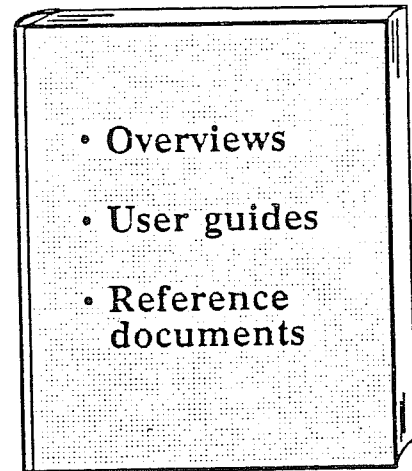 • Overviews
• User guides
• Reference
documents